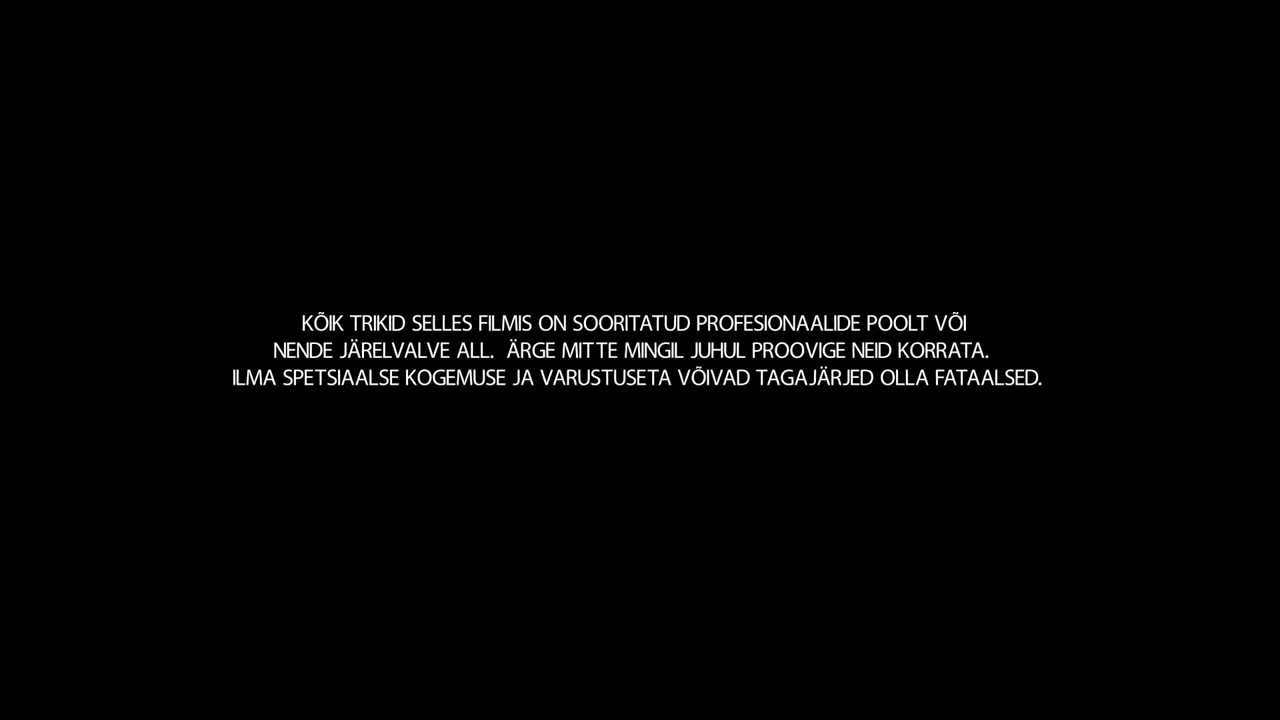 KÕIK TRIKID SELLES FILMIS ON SOORITATUD PROFESIONAALIDE POOLT VÕI
NENDE JÄRELVALVE ALL. ÄRGE MITTE MINGIL JUHUL PROOVIGE NEID KORRATA.
ILMA SPETSIAALSE KOGEMUSE JA VARUSTUSETA VÕIVAD TAGAJÄRJED OLLA FATAALSED.